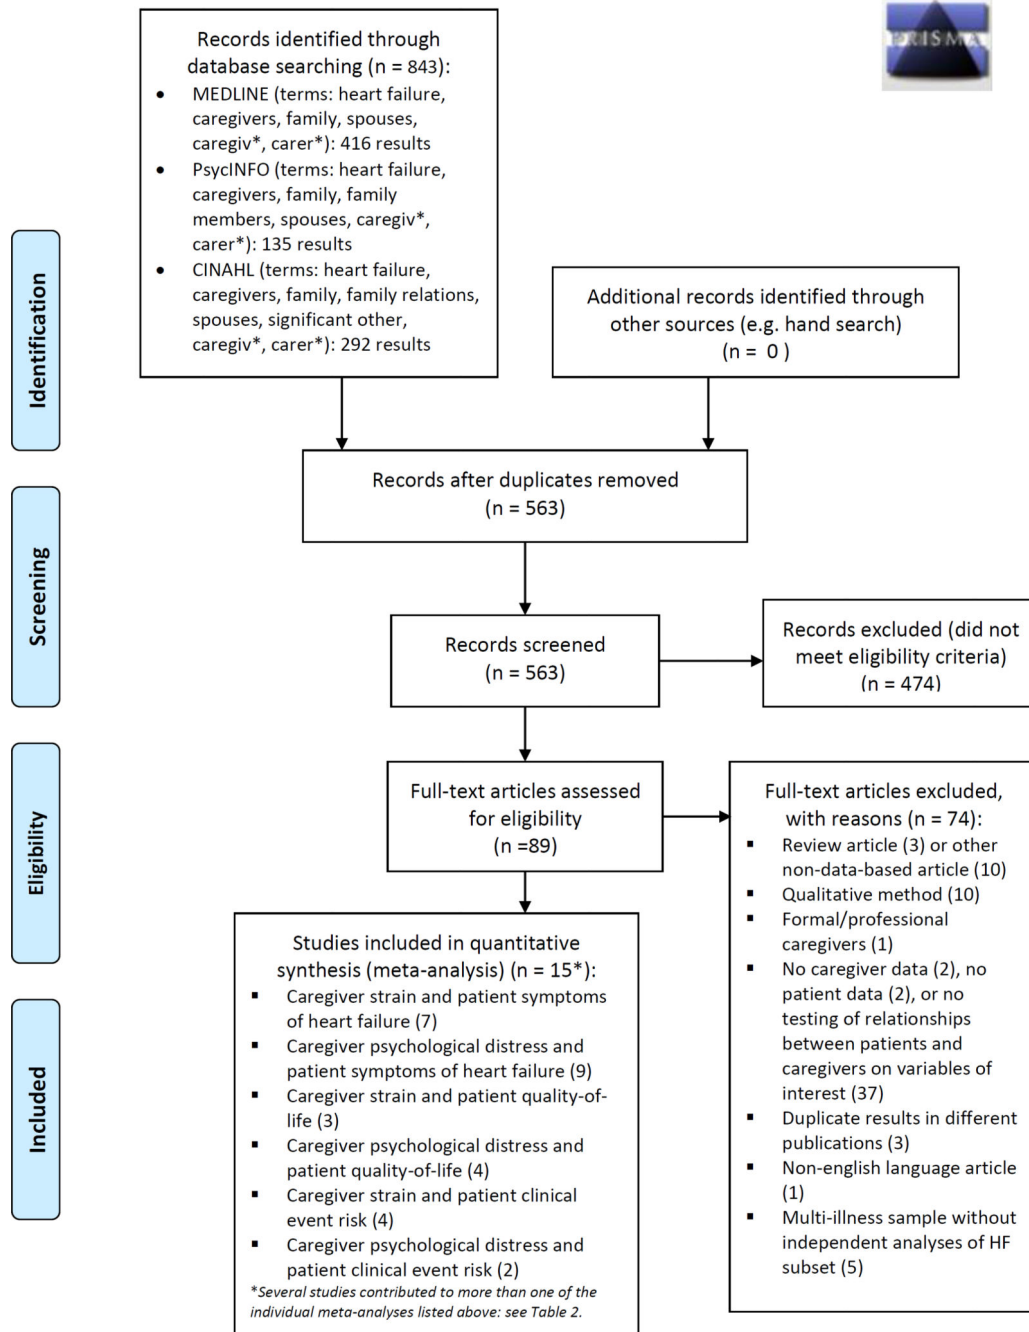 PRISMA
Records identified through
database searching (n = 843):
• MEDLINE (terms: heart failure,
caregivers, family, spouses,
caregiv*, carer*): 416 results
• PsycINFO (terms: heart failure,
caregivers, family, family
members, spouses, caregiv*,
carer*): 135 results
• CINAHL (terms: heart failure,
caregivers, family, family relations,
spouses, significant other,
caregiv*, carer*): 292 results
Additional records identified through
other sources (e.g. hand search)
(n = 0 )
Identification
Records after duplicates removed
(n = 563)
Screening
Records screened
(n = 563)
Records excluded (did not
meet eligibility criteria)
(n = 474)
Eligibility
Full-text articles assessed
for eligibility
(n =89)
Full-text articles excluded,
with reasons (n = 74):
▪ Review article (3) or other
non-data-based article (10)
▪ Qualitative method (10)
▪ Formal/professional
caregivers (1)
▪ No caregiver data (2), no
patient data (2), or no
testing of relationships
between patients and
caregivers on variables of
interest (37)
▪ Duplicate results in different
publications (3)
▪ Non-english language article
(1)
▪ Multi-illness sample without
independent analyses of HF
subset (5)
Included
Studies included in quantitative
synthesis (meta-analysis) (n = 15*):
▪ Caregiver strain and patient symptoms
of heart failure (7)
▪ Caregiver psychological distress and
patient symptoms of heart failure (9)
▪ Caregiver strain and patient quality-of-
life (3)
▪ Caregiver psychological distress and
patient quality-of-life (4)
▪ Caregiver strain and patient clinical
event risk (4)
▪ Caregiver psychological distress and
patient clinical event risk (2)
*Several studies contributed to more than one of the
individual meta-analyses listed above: see Table 2.